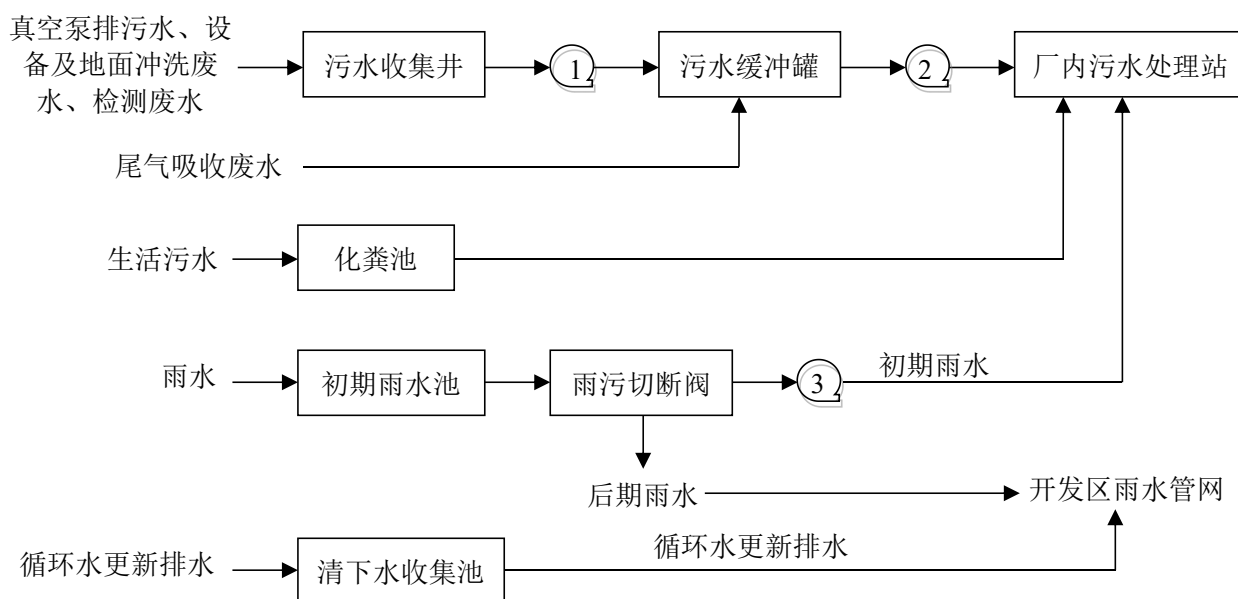 真空泵排污水、设
备及地面冲洗废
水、检测废水
污水收集井
1
污水缓冲罐
2
厂内污水处理站
尾气吸收废水
生活污水
化粪池
雨水
初期雨水池
雨污切断阀
3
初期雨水
后期雨水
开发区雨水管网
循环水更新排水
清下水收集池
循环水更新排水